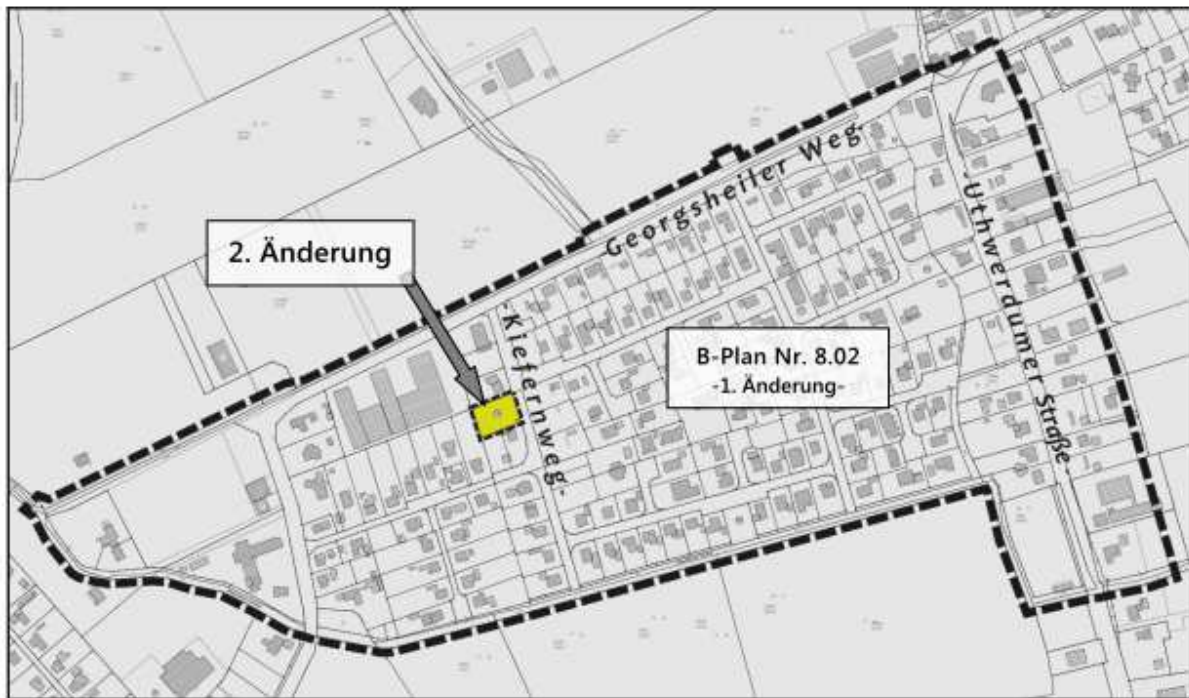 Georgsheiler Weg
-Uthwerdumer Straße-
2. Änderung
-Kiefernweg-
B-Plan Nr. 8.02
-1. Änderung-